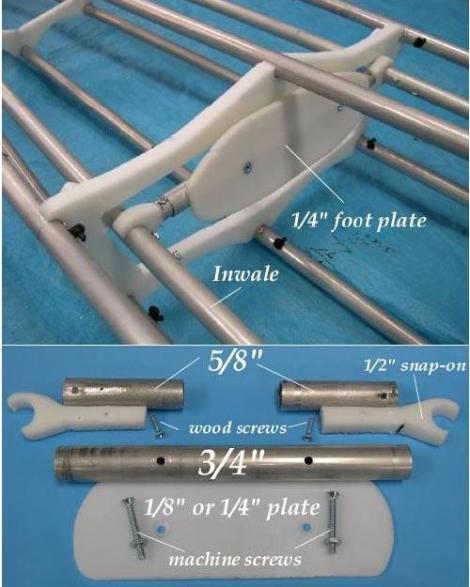 1/4" foot plate
Inwale
5/8"
1/2" snap-on
wood screws
3/4"
1/8" or 1/4" plate
machine screws